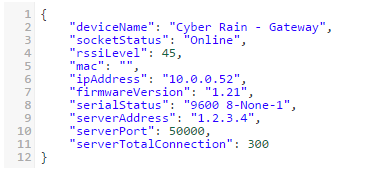 1 {
2     "deviceName": "Cyber Rain - Gateway",
3     "socketStatus": "Online",
4     "rssiLevel": 45,
5     "mac": "",
6     "ipAddress": "10.0.0.52",
7     "firmwareVersion": "1.21",
8     "serialStatus": "9600 8-None-1",
9     "serverAddress": "1.2.3.4",
10     "serverPort": 50000,
11     "serverTotalConnection": 300
12 }